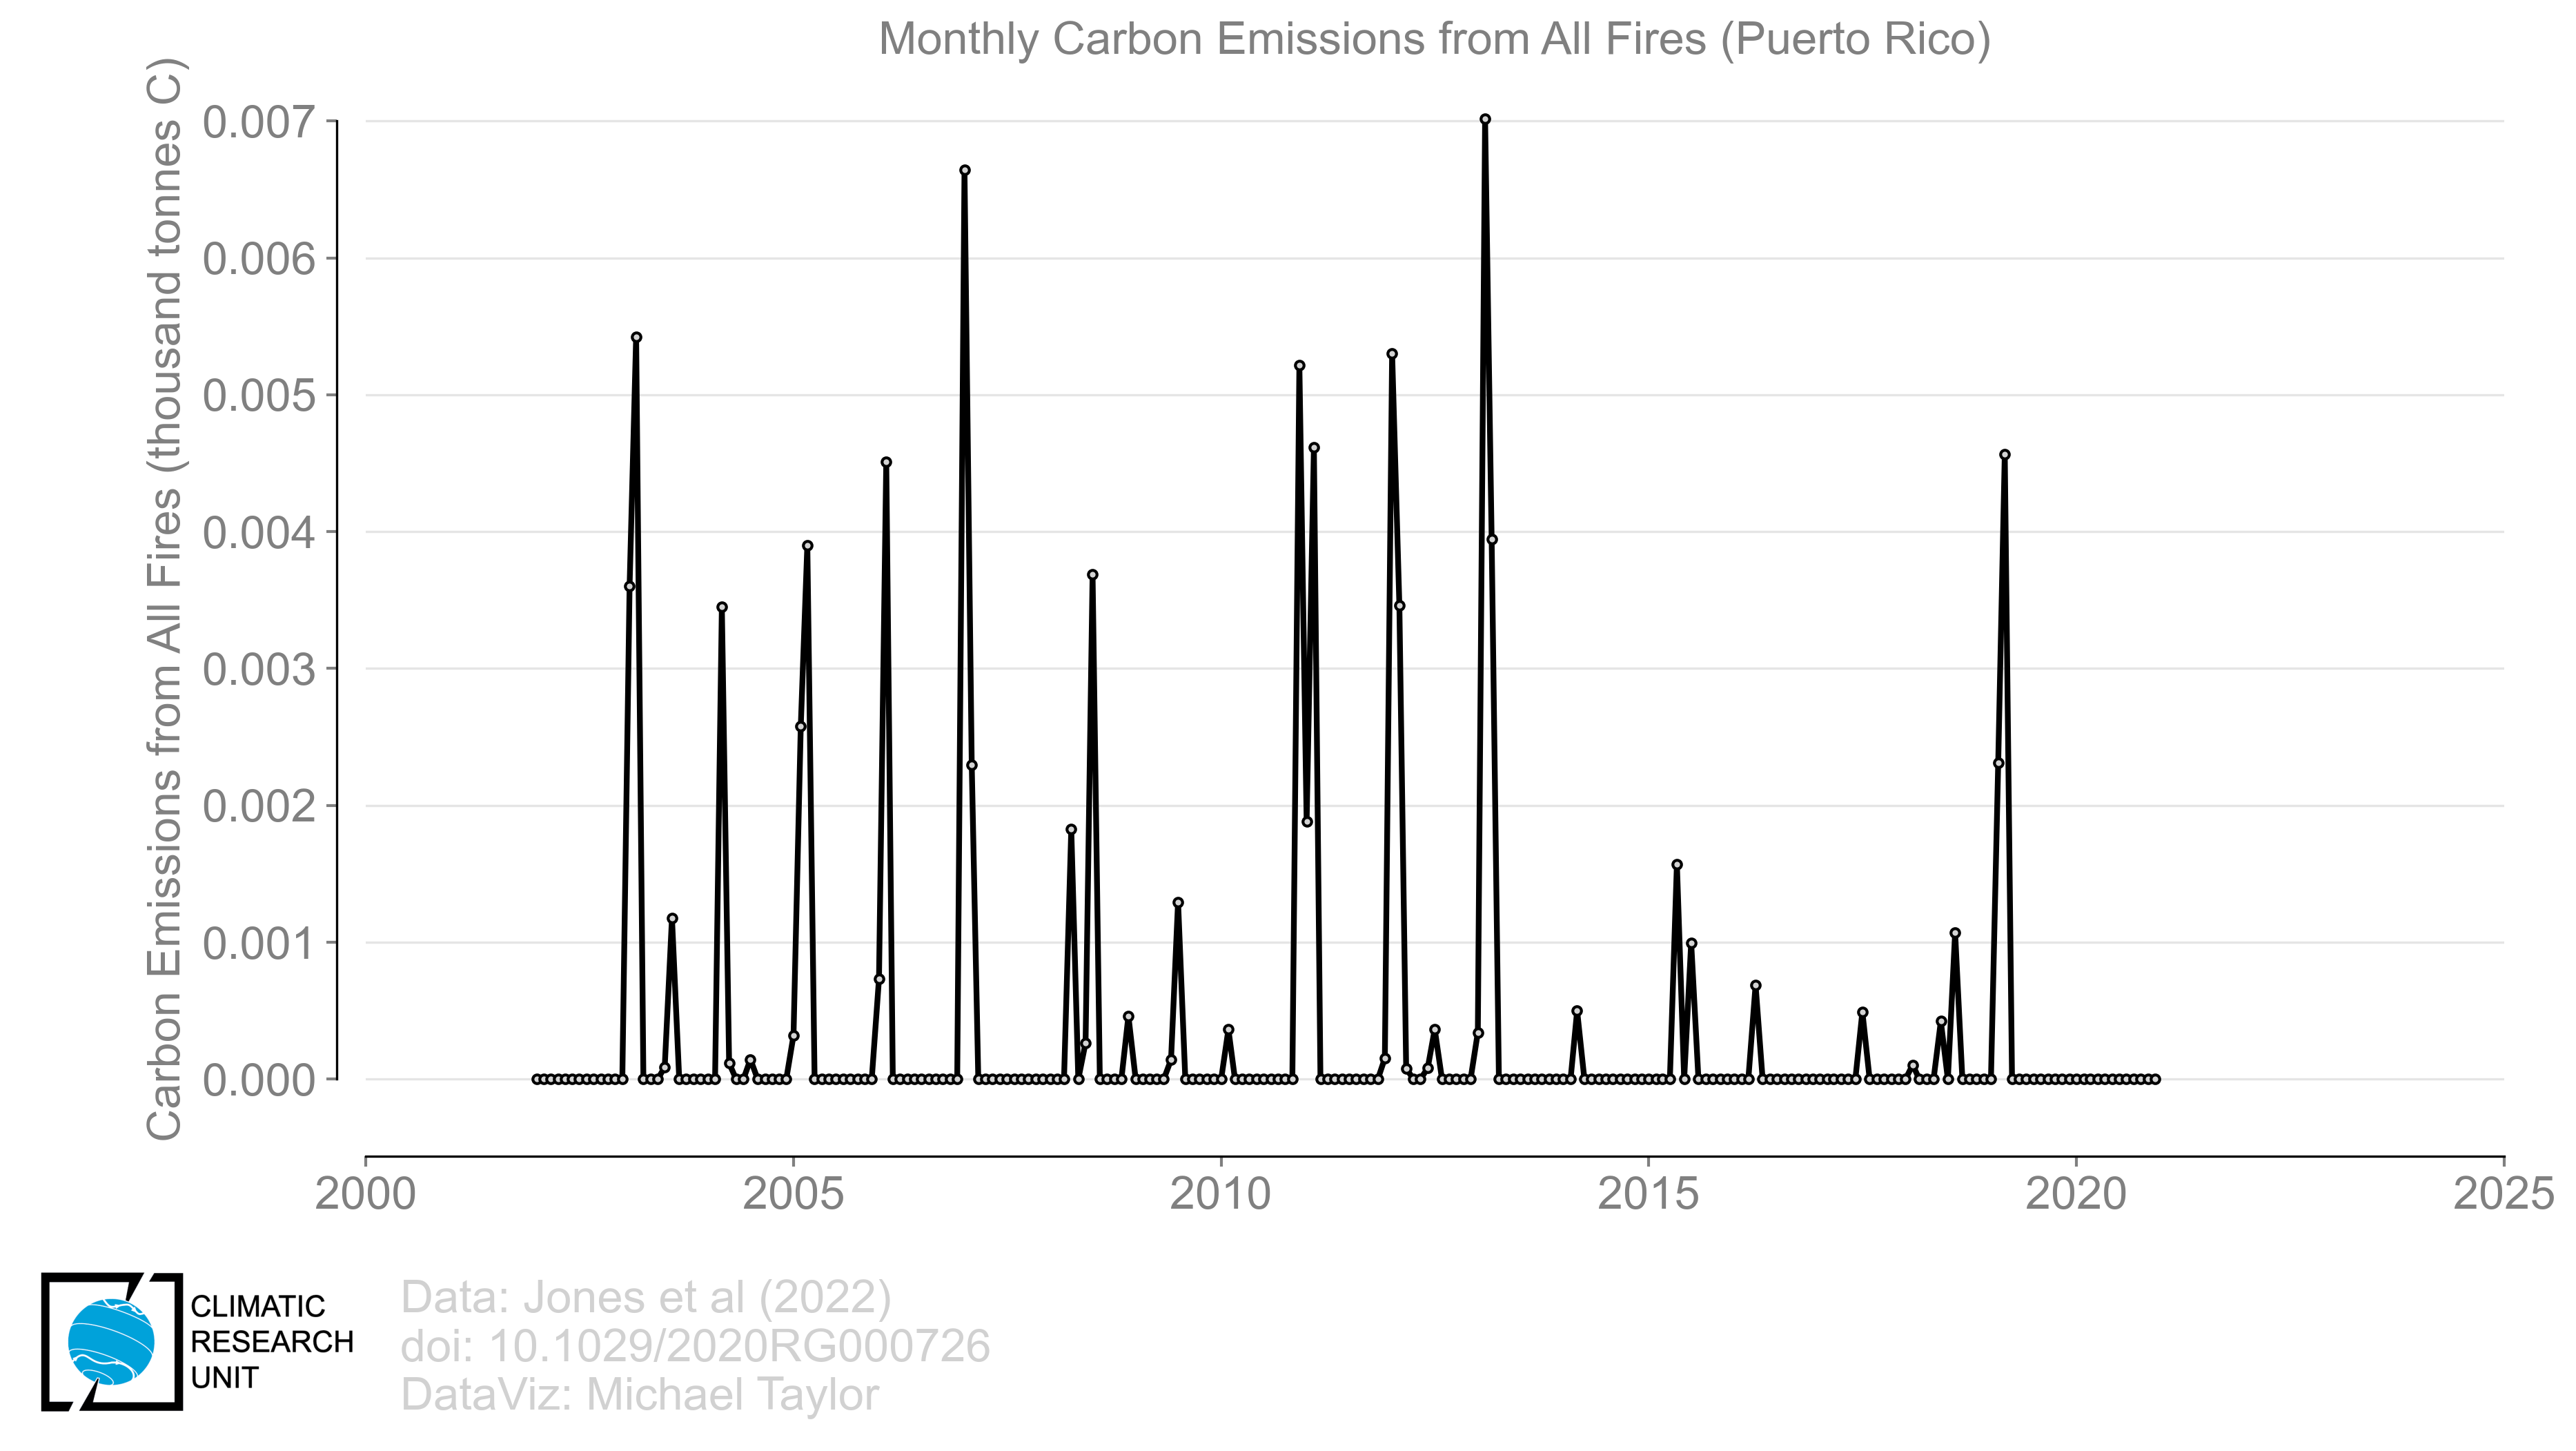 Monthly Carbon Emissions from All Fires (Puerto Rico)
Carbon Emissions from All Fires (thousand tonnes C)
0.007
0.006
0.005
0.004
0.003
0.002
0.001
0.000
2000 2005 2010 2015 2020 2025
CLIMATIC
RESEARCH
UNIT
Data: Jones et al (2022)
doi: 10.1029/2020RG000726
DataViz: Michael Taylor